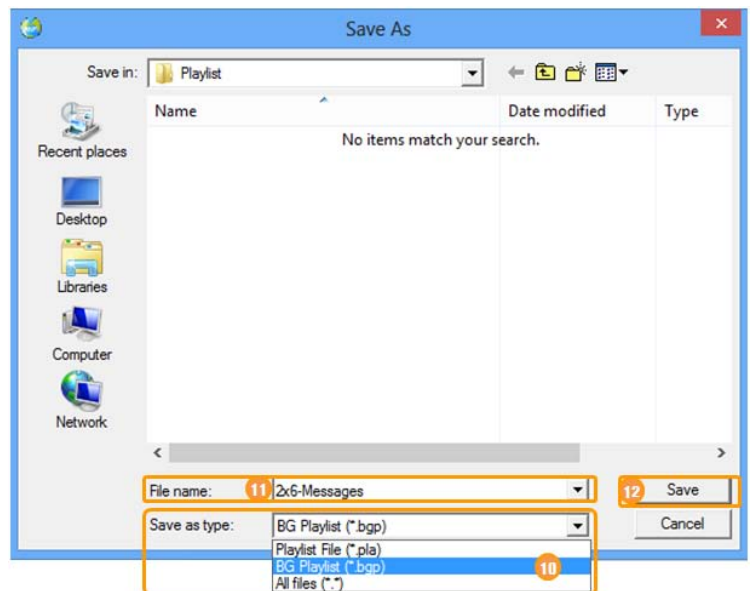 Save As
Save in: Playlist
Name Date modified Type
No items match your search.
Recent places
Desktop
Libraries
Computer
Network
File name: 11 2x6-Messages 12 Save
Save as type: BG Playlist (*.bgp) Cancel
Playlist File (*.pla)
BG Playlist (*.bgp) 10
All files (*.*)